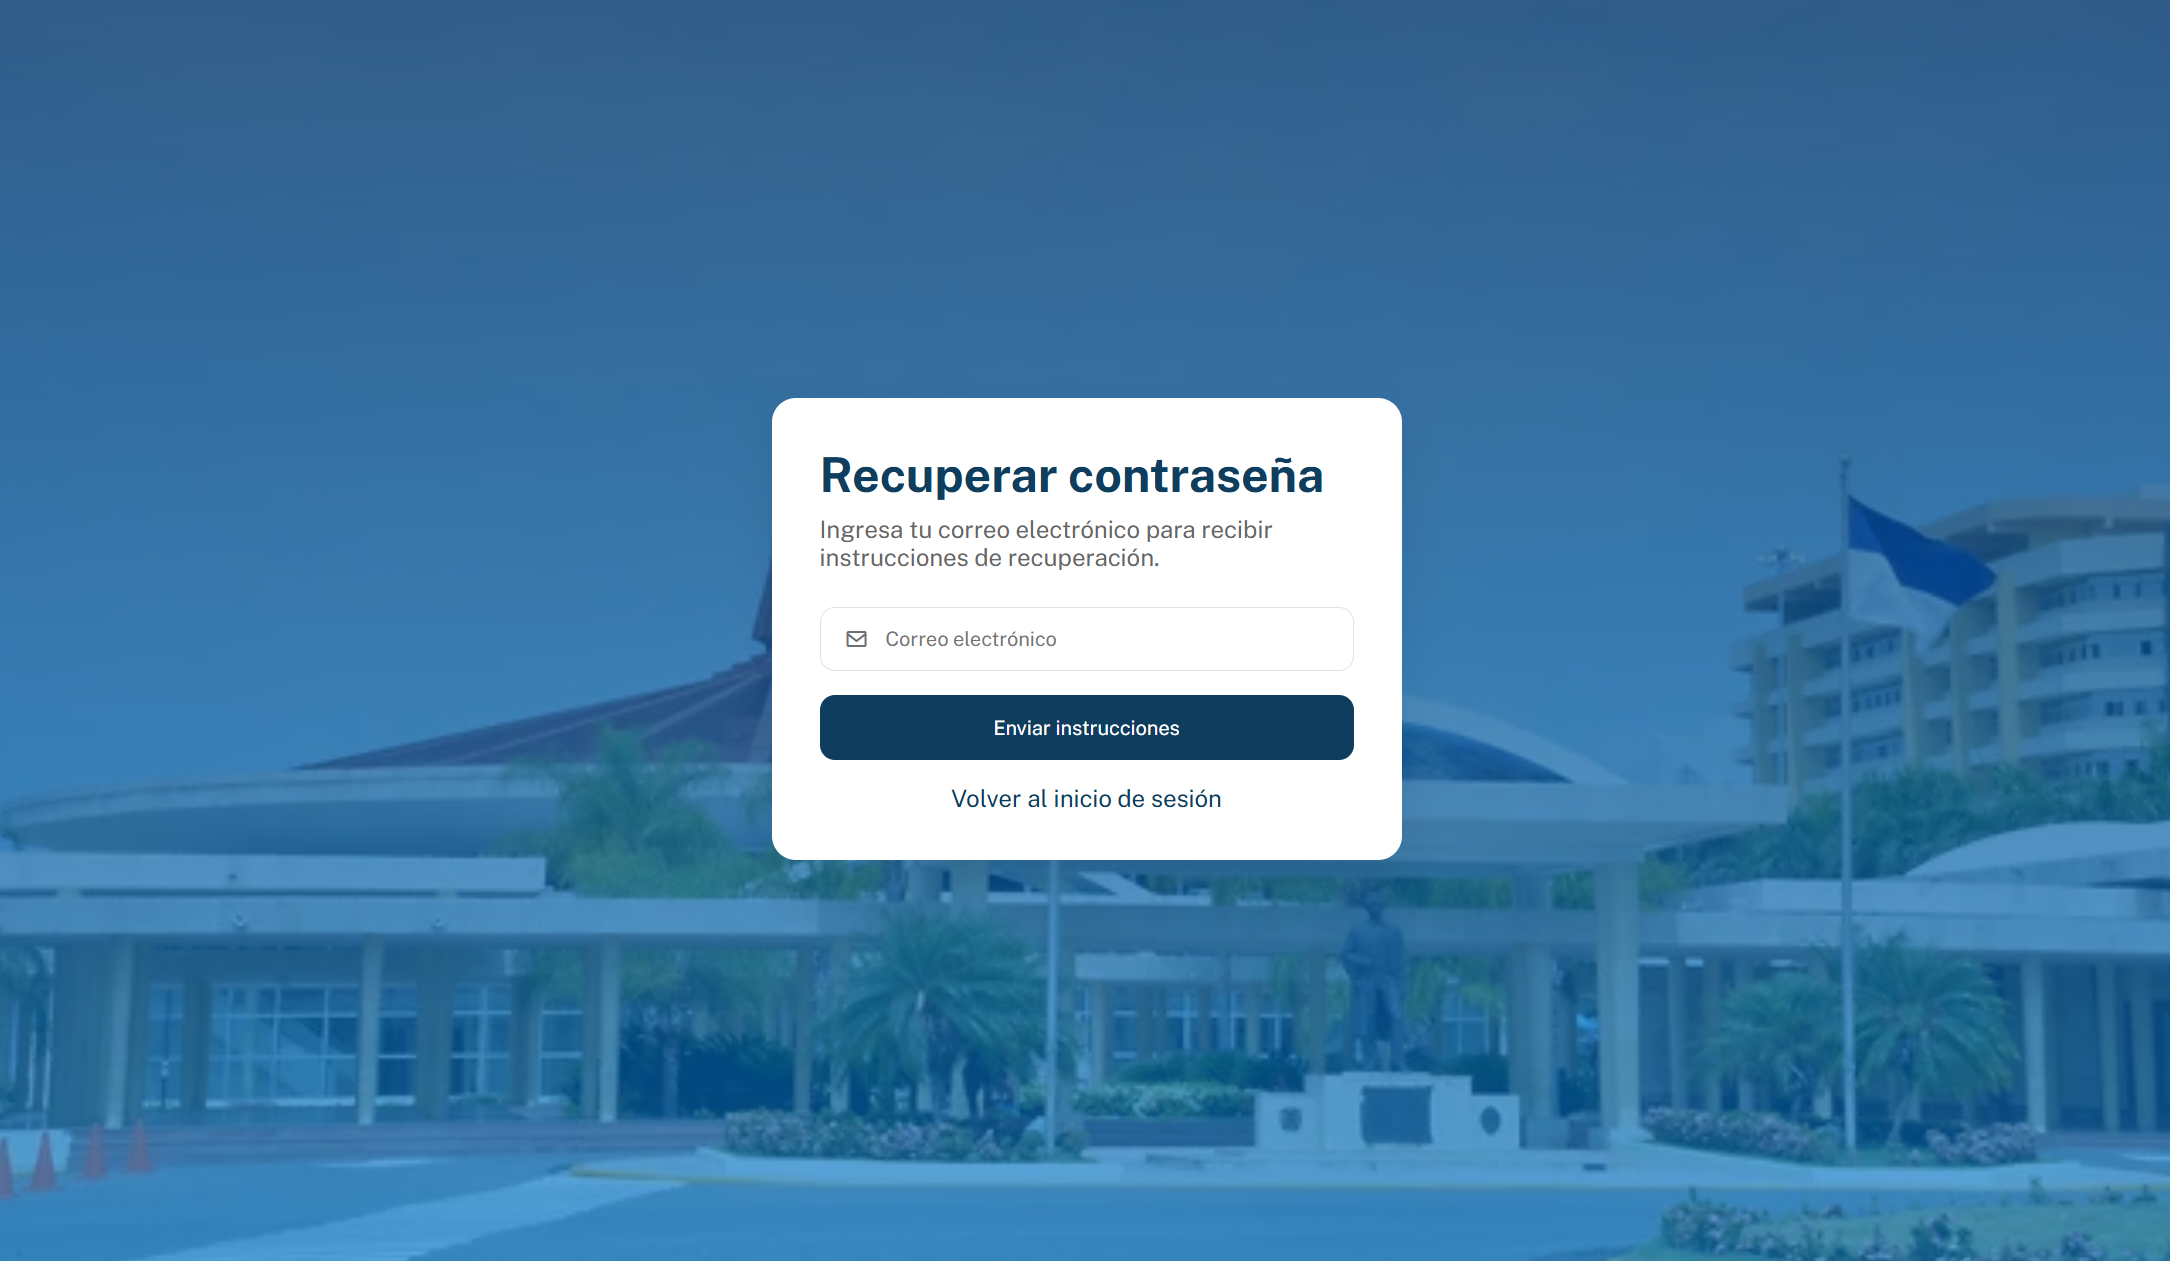 Recuperar contraseña
Ingresa tu correo electrónico para recibir
instrucciones de recuperación.
Correo electrónico
Enviar instrucciones
Volver al inicio de sesión